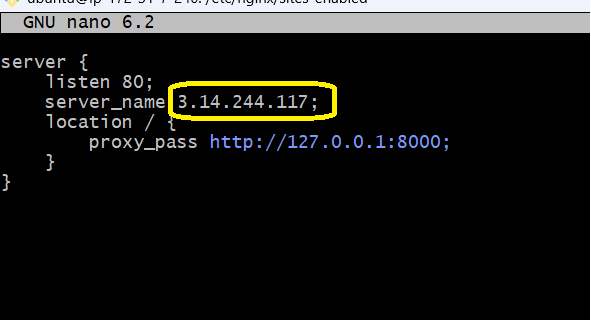 GNU nano 6.2
server {
listen 80;
server_name 3.14.244.117;
location / {
proxy_pass http://127.0.0.1:8000;
}
}